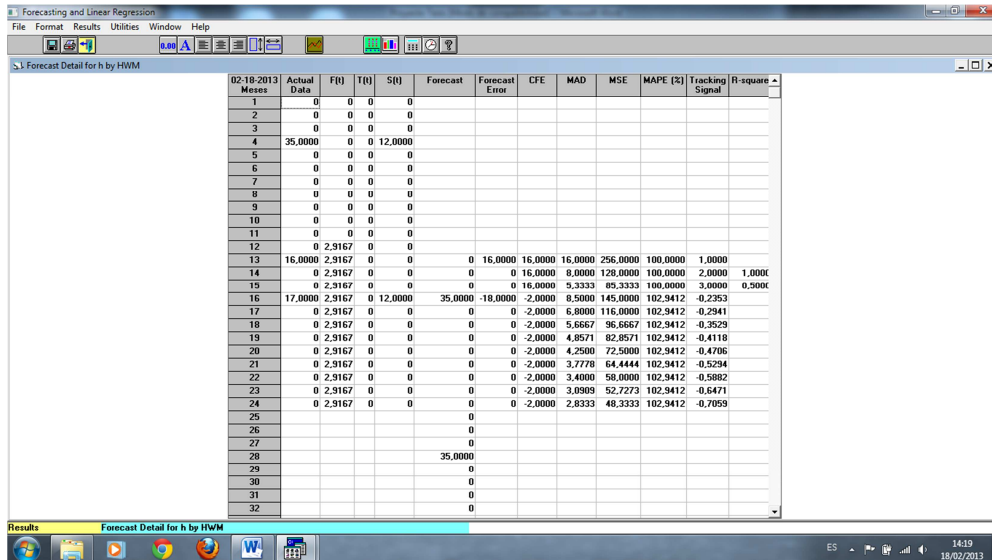 Forecasting and Linear Regression
File Format Results Utilities Window Help
0.00 A
Forecast Detail for h by HWM
02-18-2013 Meses Actual Data F(t) T(t) S(t) Forecast Forecast Error CFE MAD MSE MAPE (%) Tracking Signal R-square
1 0 0 0 0
2 0 0 0 0
3 0 0 0 0
4 35,0000 0 0 12,0000
5 0 0 0 0
6 0 0 0 0
7 0 0 0 0
8 0 0 0 0
9 0 0 0 0
10 0 0 0 0
11 0 0 0 0
12 0 2,9167 0 0
13 16,0000 2,9167 0 0 0 16,0000 16,0000 16,0000 256,0000 100,0000 1,0000
14 0 2,9167 0 0 0 0 16,0000 8,0000 128,0000 100,0000 2,0000 1,0000
15 0 2,9167 0 0 0 0 16,0000 5,3333 85,3333 100,0000 3,0000 0,5000
16 17,0000 2,9167 0 12,0000 35,0000 -18,0000 -2,0000 8,5000 145,0000 102,9412 -0,2353
17 0 2,9167 0 0 0 0 -2,0000 6,8000 116,0000 102,9412 -0,2941
18 0 2,9167 0 0 0 0 -2,0000 5,6667 96,6667 102,9412 -0,3529
19 0 2,9167 0 0 0 0 -2,0000 4,8571 82,8571 102,9412 -0,4118
20 0 2,9167 0 0 0 0 -2,0000 4,2500 72,5000 102,9412 -0,4706
21 0 2,9167 0 0 0 0 -2,0000 3,7778 64,4444 102,9412 -0,5294
22 0 2,9167 0 0 0 0 -2,0000 3,4000 58,0000 102,9412 -0,5882
23 0 2,9167 0 0 0 0 -2,0000 3,0909 52,7273 102,9412 -0,6471
24 0 2,9167 0 0 0 0 -2,0000 2,8333 48,3333 102,9412 -0,7059
25 0
26 0
27 0
28 35,0000
29 0
30 0
31 0
32 0
Results Forecast Detail for h by HWM
ES 14:19
18/02/2013